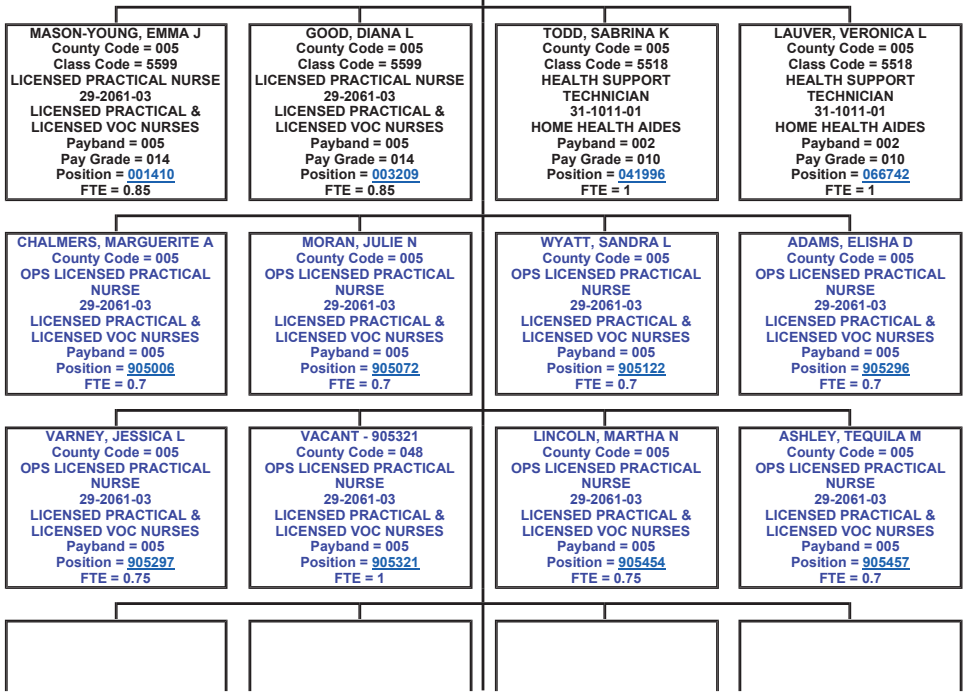 MASON-YOUNG, EMMA J
County Code = 005
Class Code = 5599
LICENSED PRACTICAL NURSE
29-2061-03
LICENSED PRACTICAL &
LICENSED VOC NURSES
Payband = 005
Pay Grade = 014
Position = 001410
FTE = 0.85
GOOD, DIANA L
County Code = 005
Class Code = 5599
LICENSED PRACTICAL NURSE
29-2061-03
LICENSED PRACTICAL &
LICENSED VOC NURSES
Payband = 005
Pay Grade = 014
Position = 003209
FTE = 0.85
TODD, SABRINA K
County Code = 005
Class Code = 5518
HEALTH SUPPORT
TECHNICIAN
31-1011-01
HOME HEALTH AIDES
Payband = 002
Pay Grade = 010
Position = 041996
FTE = 1
LAUVER, VERONICA L
County Code = 005
Class Code = 5518
HEALTH SUPPORT
TECHNICIAN
31-1011-01
HOME HEALTH AIDES
Payband = 002
Pay Grade = 010
Position = 066742
FTE = 1
CHALMERS, MARGUERITE A
County Code = 005
OPS LICENSED PRACTICAL
NURSE
29-2061-03
LICENSED PRACTICAL &
LICENSED VOC NURSES
Payband = 005
Position = 905006
FTE = 0.7
MORAN, JULIE N
County Code = 005
OPS LICENSED PRACTICAL
NURSE
29-2061-03
LICENSED PRACTICAL &
LICENSED VOC NURSES
Payband = 005
Position = 905072
FTE = 0.7
WYATT, SANDRA L
County Code = 005
OPS LICENSED PRACTICAL
NURSE
29-2061-03
LICENSED PRACTICAL &
LICENSED VOC NURSES
Payband = 005
Position = 905122
FTE = 0.7
ADAMS, ELISHA D
County Code = 005
OPS LICENSED PRACTICAL
NURSE
29-2061-03
LICENSED PRACTICAL &
LICENSED VOC NURSES
Payband = 005
Position = 905296
FTE = 0.7
VARNEY, JESSICA L
County Code = 005
OPS LICENSED PRACTICAL
NURSE
29-2061-03
LICENSED PRACTICAL &
LICENSED VOC NURSES
Payband = 005
Position = 905297
FTE = 0.75
VACANT - 905321
County Code = 048
OPS LICENSED PRACTICAL
NURSE
29-2061-03
LICENSED PRACTICAL &
LICENSED VOC NURSES
Payband = 005
Position = 905321
FTE = 1
LINCOLN, MARTHA N
County Code = 005
OPS LICENSED PRACTICAL
NURSE
29-2061-03
LICENSED PRACTICAL &
LICENSED VOC NURSES
Payband = 005
Position = 905454
FTE = 0.75
ASHLEY, TEQUILA M
County Code = 005
OPS LICENSED PRACTICAL
NURSE
29-2061-03
LICENSED PRACTICAL &
LICENSED VOC NURSES
Payband = 005
Position = 905457
FTE = 0.7